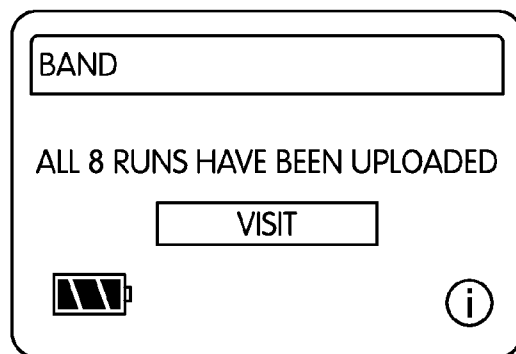 BAND
ALL 8 RUNS HAVE BEEN UPLOADED
VISIT
i